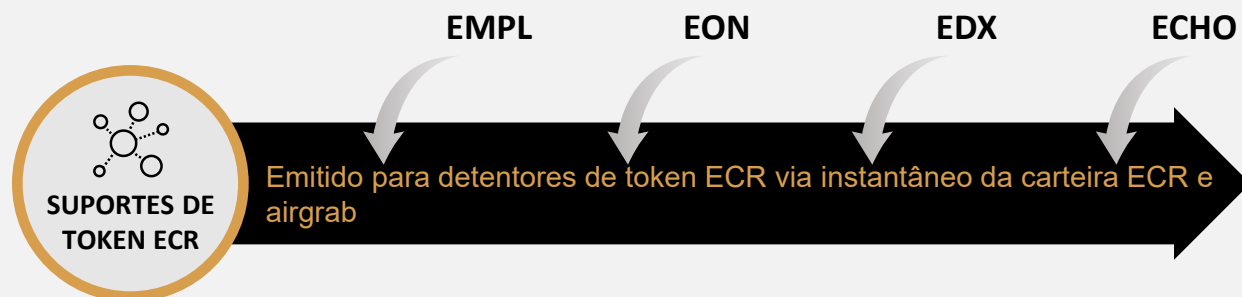 EMPL EON EDX ECHO
SUPORTES DE
TOKEN ECR
Emitido para detentores de token ECR via instantâneo da carteira ECR e
airgrab